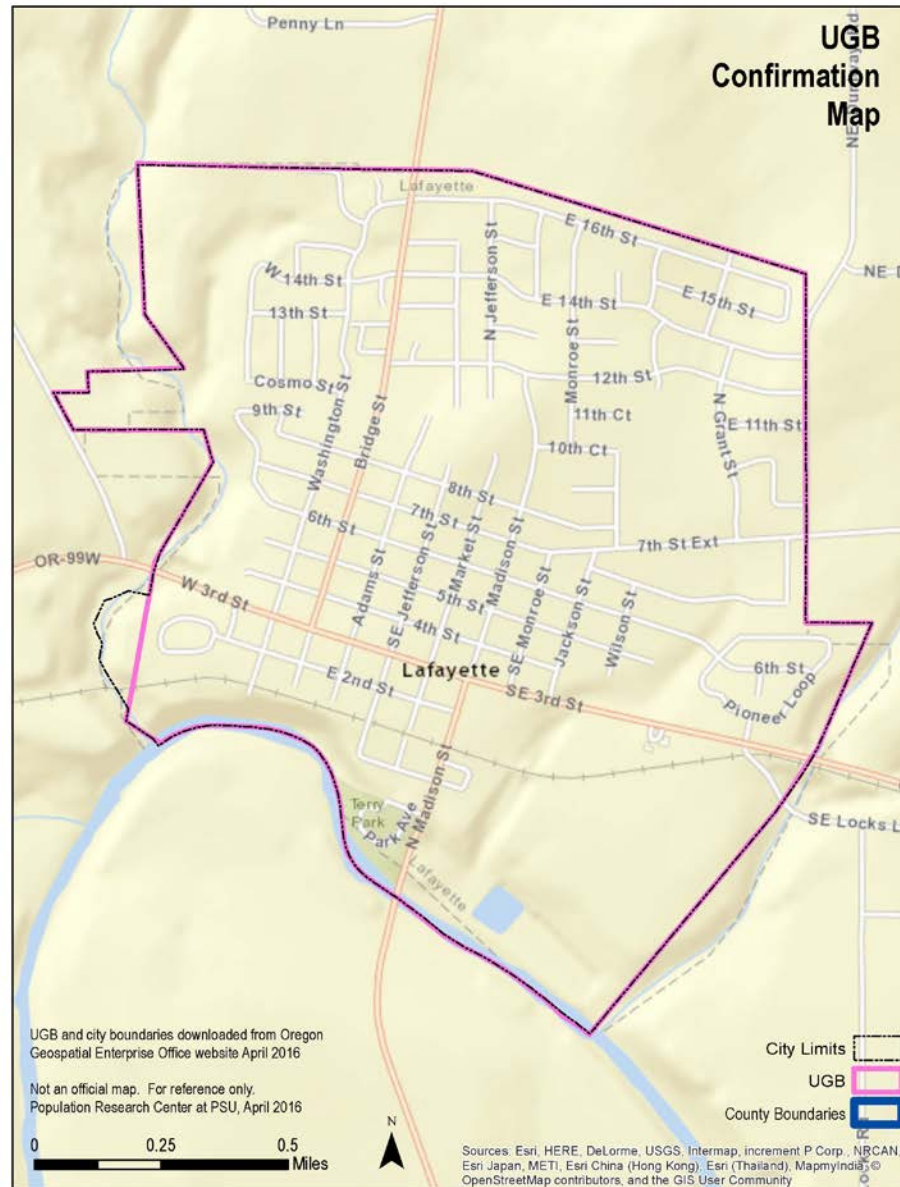 Penny Ln
UGB
Confirmation
Map
Lafayette
E 16th St
NE D
W 14th St
N Jefferson St
E 14th St
E 15th St
13th St
Monroe St
12th St
Cosmo St
9th St
Washington St
Bridge St
11th Ct
N Grant St
E 11th St
10th Ct
8th St
7th St
6th St
Market St
Madison St
7th St Ext
OR-99W
W 3rd St
Adams St
SE Jefferson St
5th St
4th St
SE Monroe St
Jackson St
Wilson St
Lafayette
6th St
E 2nd St
SE 3rd St
Pioneer Loop
N Madison St
Terry
Park
Park Ave
SE Locks L
Lafayette
UGB and city boundaries downloaded from Oregon
Geospatial Enterprise Office website April 2016
Not an official map. For reference only.
Population Research Center at PSU, April 2016
City Limits
UGB
County Boundaries
0 0.25 0.5
Miles
N
Sources: Esri, HERE, DeLorme, USGS, Intermap, increment P Corp., NRCAN,
Esri Japan, METI, Esri China (Hong Kong), Esri (Thailand), MapmyIndia, ©
OpenStreetMap contributors, and the GIS User Community